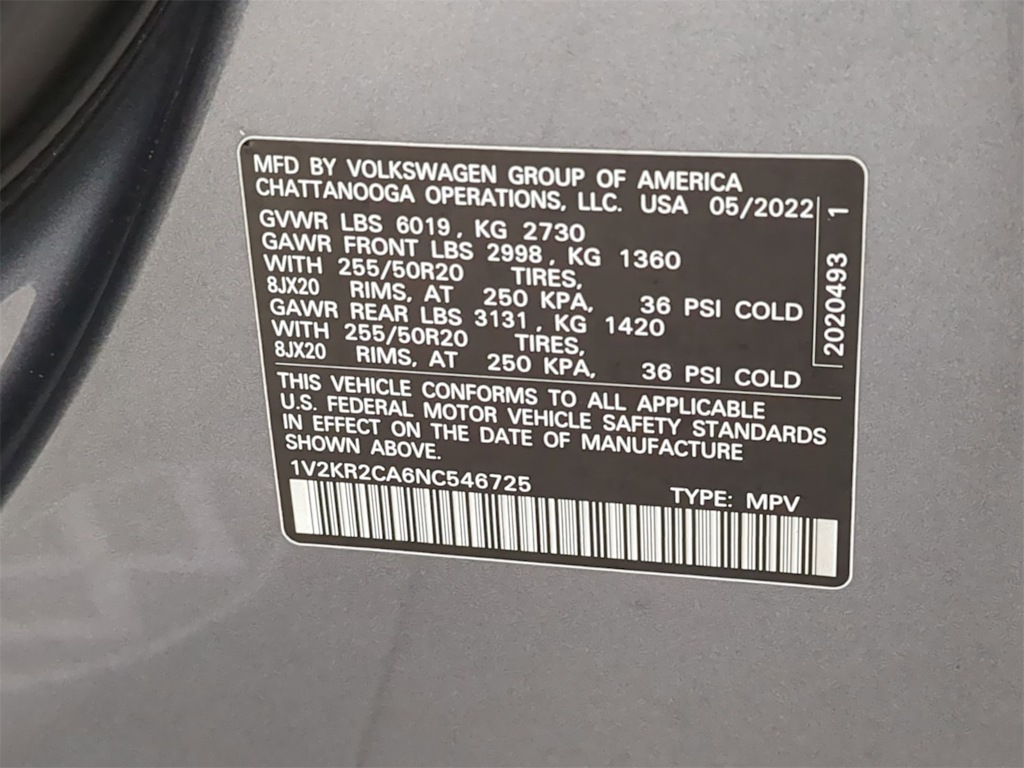 MFD BY VOLKSWAGEN GROUP OF AMERICA
CHATTANOOGA OPERATIONS, LLC. USA 05/2022
GVWR LBS 6019, KG 2730
GAWR FRONT LBS 2998, KG 1360
WITH 255/50R20 TIRES,
8JX20 RIMS, AT 250 KPA, 36 PSI COLD
GAWR REAR LBS 3131, KG 1420
WITH 255/50R20 TIRES,
8JX20 RIMS, AT 250 KPA, 36 PSI COLD
2020493 1
THIS VEHICLE CONFORMS TO ALL APPLICABLE
U.S. FEDERAL MOTOR VEHICLE SAFETY STANDARDS
IN EFFECT ON THE DATE OF MANUFACTURE
SHOWN ABOVE.
1V2KR2CA6NC546725 TYPE: MPV